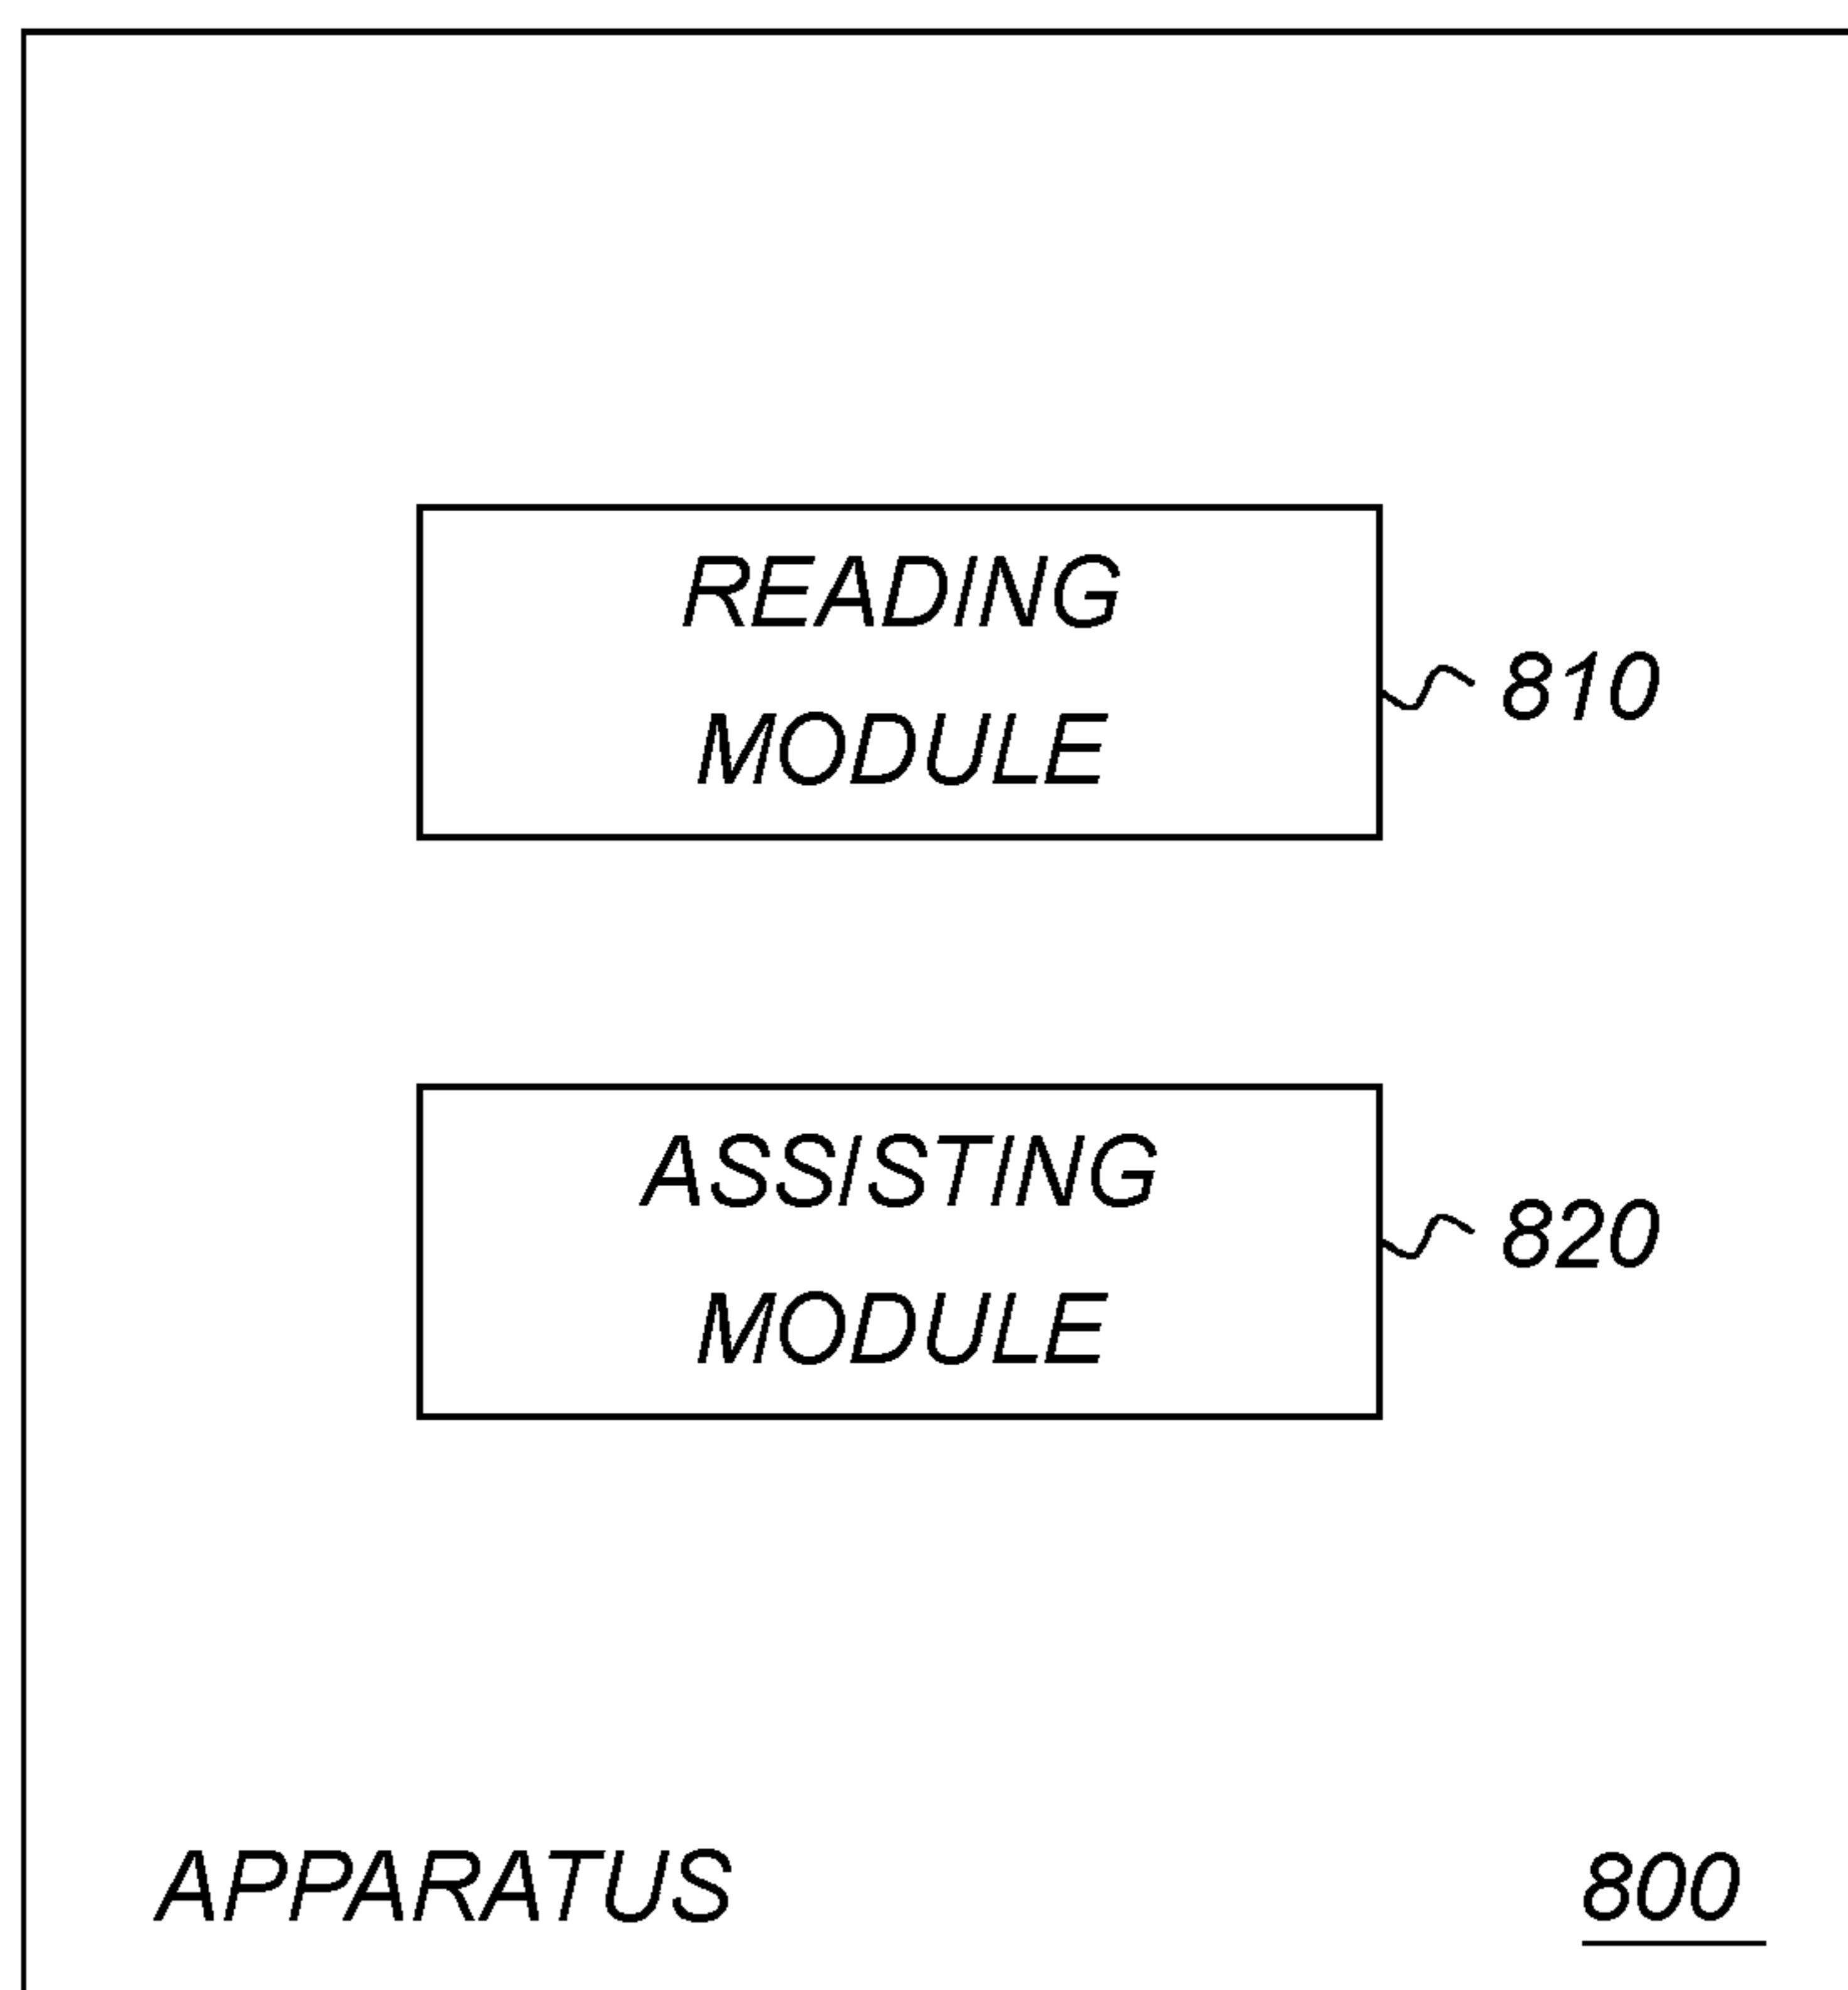 READING
MODULE
810
ASSISTING
MODULE
820
APPARATUS 800